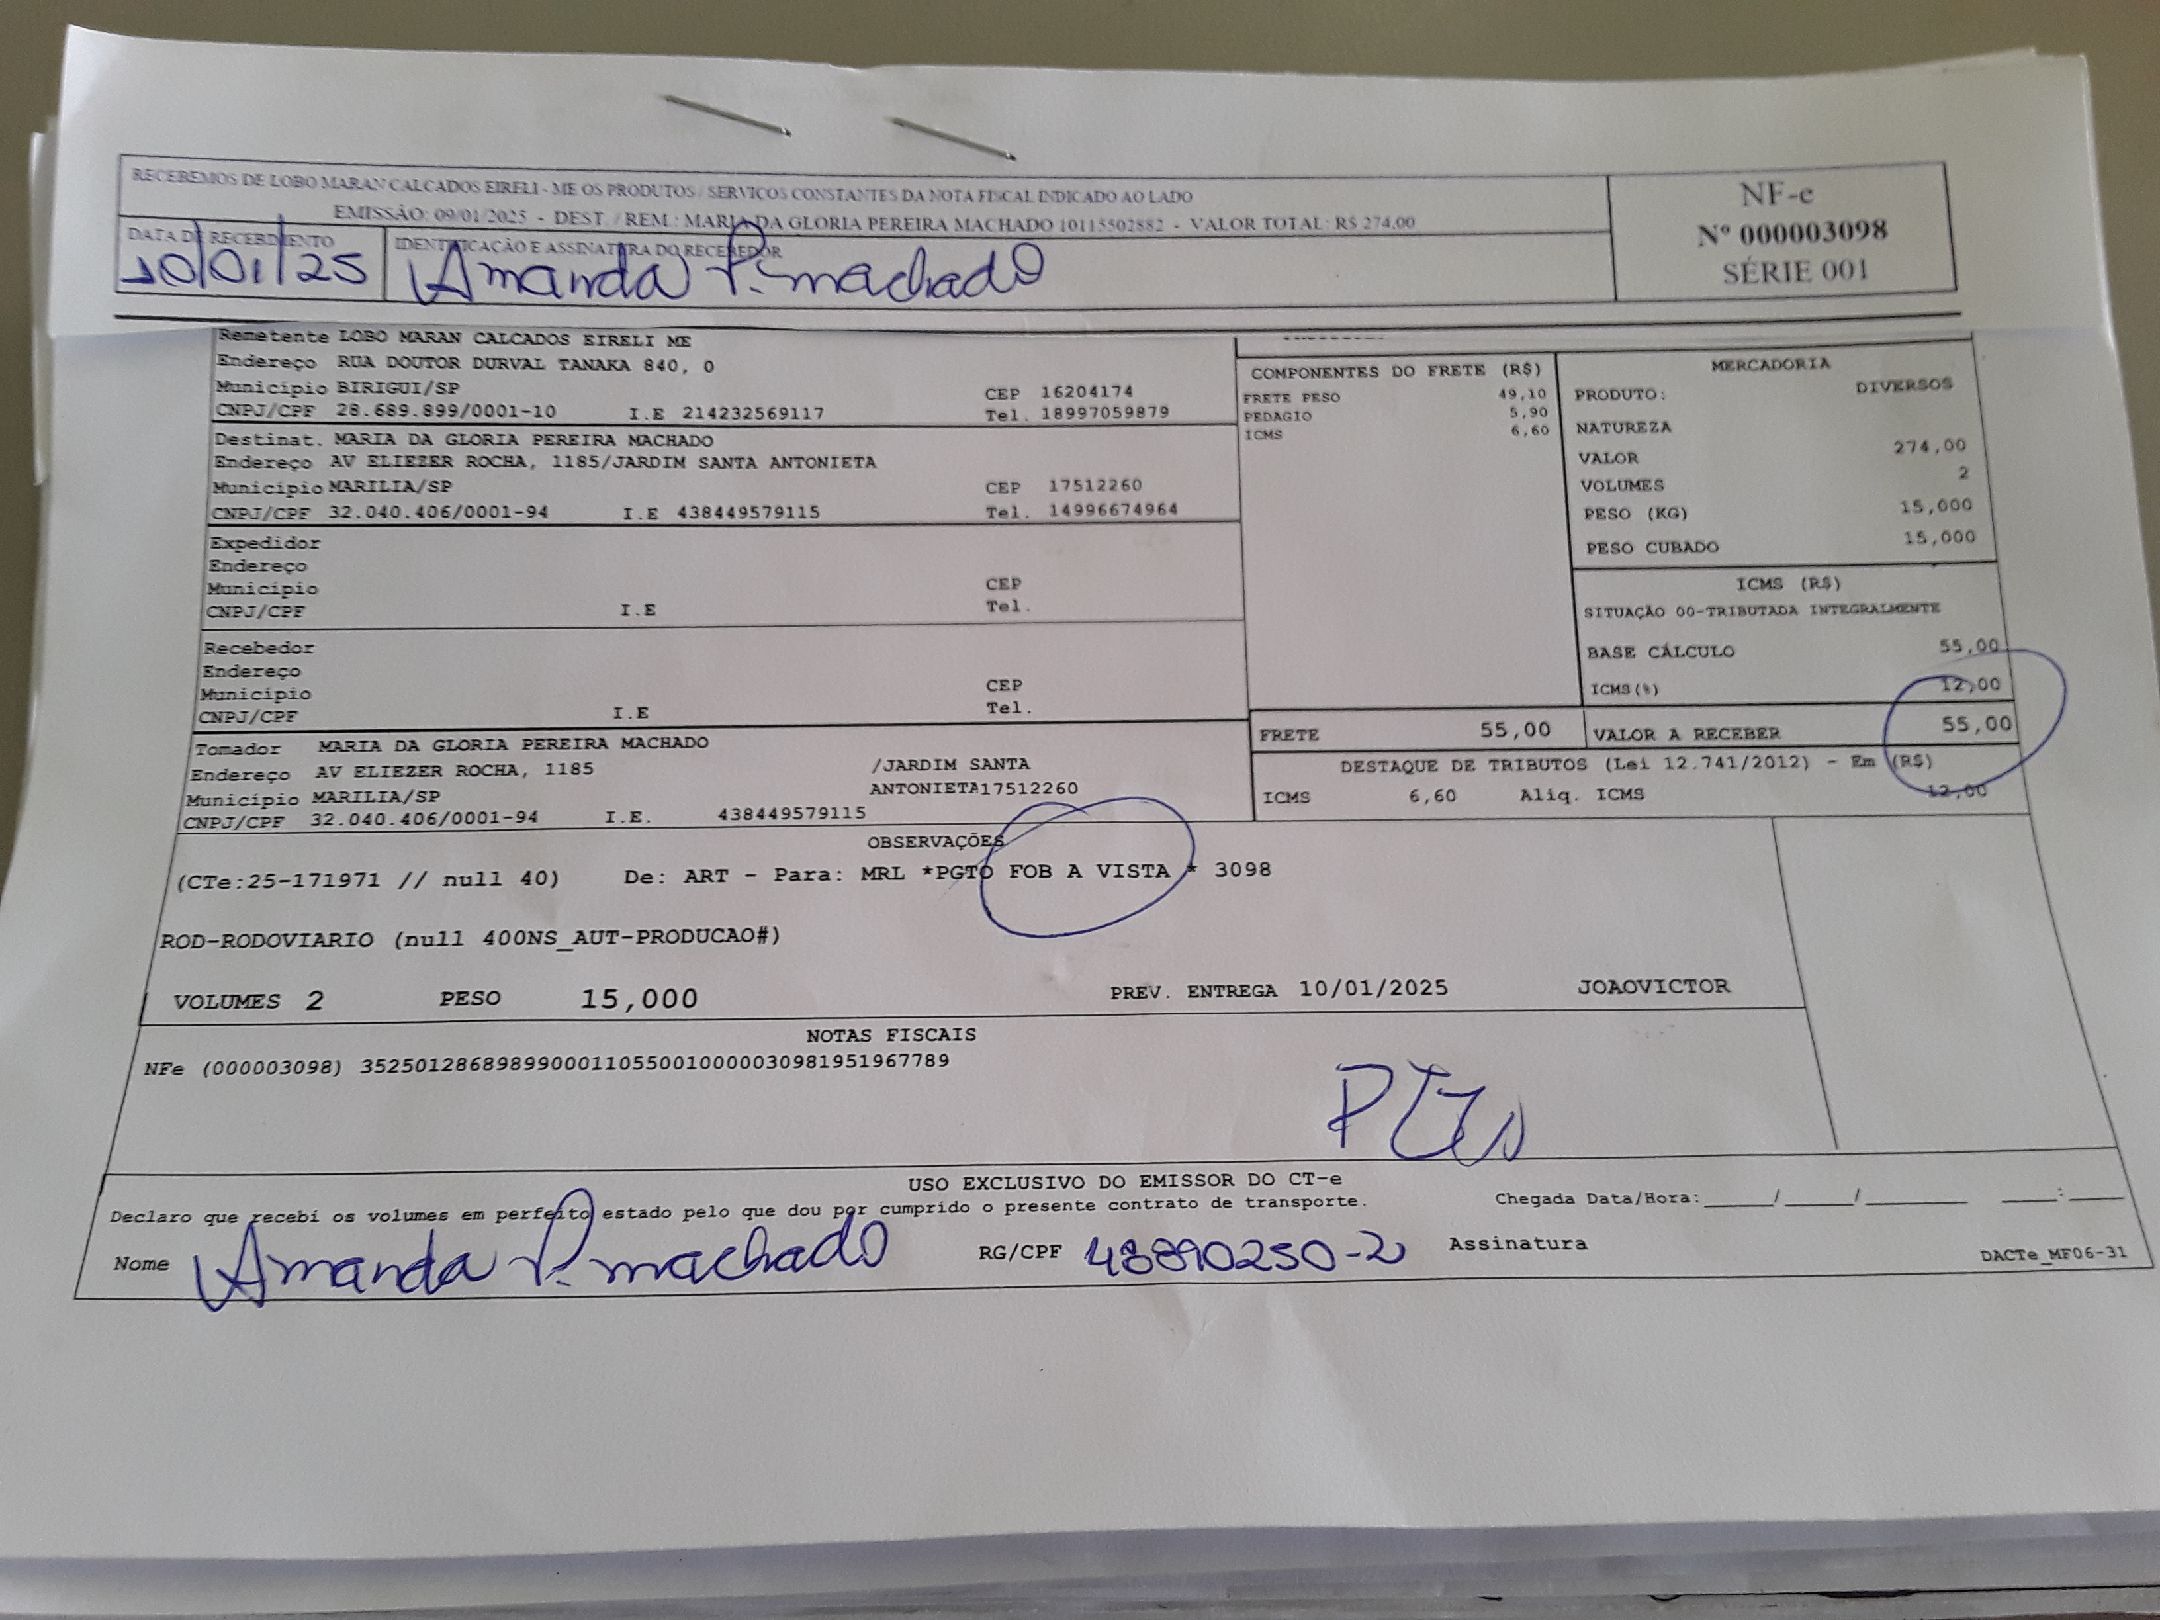 RECEBEMOS DE LOBO MARAN CALCADOS EIRELI - ME OS PRODUTOS / SERVIÇOS CONSTANTES DA NOTA FISCAL INDICADO AO LADO
EMISSÃO: 09/01/2025 - DEST. / REM.: MARIA DA GLORIA PEREIRA MACHADO 10115502882 - VALOR TOTAL: R$ 274.00
DATA DE RECEBIMENTO
10/01/25
IDENTIFICAÇÃO E ASSINATURA DO RECEBEDOR
Amanda P. machado
NF-e
Nº 000003098
SÉRIE 001
Remetente LOBO MARAN CALCADOS EIRELI ME
Endereço RUA DOUTOR DURVAL TANAKA 840, 0
Município BIRIGUI/SP CEP 16204174
CNPJ/CPF 28.689.899/0001-10 I.E 214232569117 Tel. 18997059879
Destinat. MARIA DA GLORIA PEREIRA MACHADO
Endereço AV ELIEZER ROCHA, 1185/JARDIM SANTA ANTONIETA
Município MARILIA/SP CEP 17512260
CNPJ/CPF 32.040.406/0001-94 I.E 438449579115 Tel. 14996674964
Expedidor
Endereço
Município CEP
CNPJ/CPF I.E Tel.
Recebedor
Endereço
Município CEP
CNPJ/CPF I.E Tel.
Tomador MARIA DA GLORIA PEREIRA MACHADO
Endereço AV ELIEZER ROCHA, 1185 /JARDIM SANTA
Município MARILIA/SP ANTONIETA17512260
CNPJ/CPF 32.040.406/0001-94 I.E. 438449579115
COMPONENTES DO FRETE (R$)
FRETE PESO 49,10
PEDAGIO 5,90
ICMS 6,60
MERCADORIA
PRODUTO: DIVERSOS
NATUREZA
VALOR 274,00
VOLUMES 2
PESO (KG) 15,000
PESO CUBADO 15,000
ICMS (R$)
SITUAÇÃO 00-TRIBUTADA INTEGRALMENTE
BASE CÁLCULO 55,00
ICMS(%) 12,00
FRETE 55,00 VALOR A RECEBER 55,00
DESTAQUE DE TRIBUTOS (Lei 12.741/2012) - Em (R$)
ICMS 6,60 Aliq. ICMS 12,00
OBSERVAÇÕES
(CTe:25-171971 // null 40) De: ART - Para: MRL *PGTO FOB A VISTA * 3098
ROD-RODOVIARIO (null 400NS_AUT-PRODUCAO#)
VOLUMES 2 PESO 15,000 PREV. ENTREGA 10/01/2025 JOAOVICTOR
NOTAS FISCAIS
NFe (000003098) 35250128689899000110550010000030981951967789
USO EXCLUSIVO DO EMISSOR DO CT-e
Declaro que recebi os volumes em perfeito estado pelo que dou por cumprido o presente contrato de transporte. Chegada Data/Hora:_____/_____/_________ _____:_____
Nome Amanda P. machado RG/CPF 48890250-2 Assinatura
DACTe_MF06-31